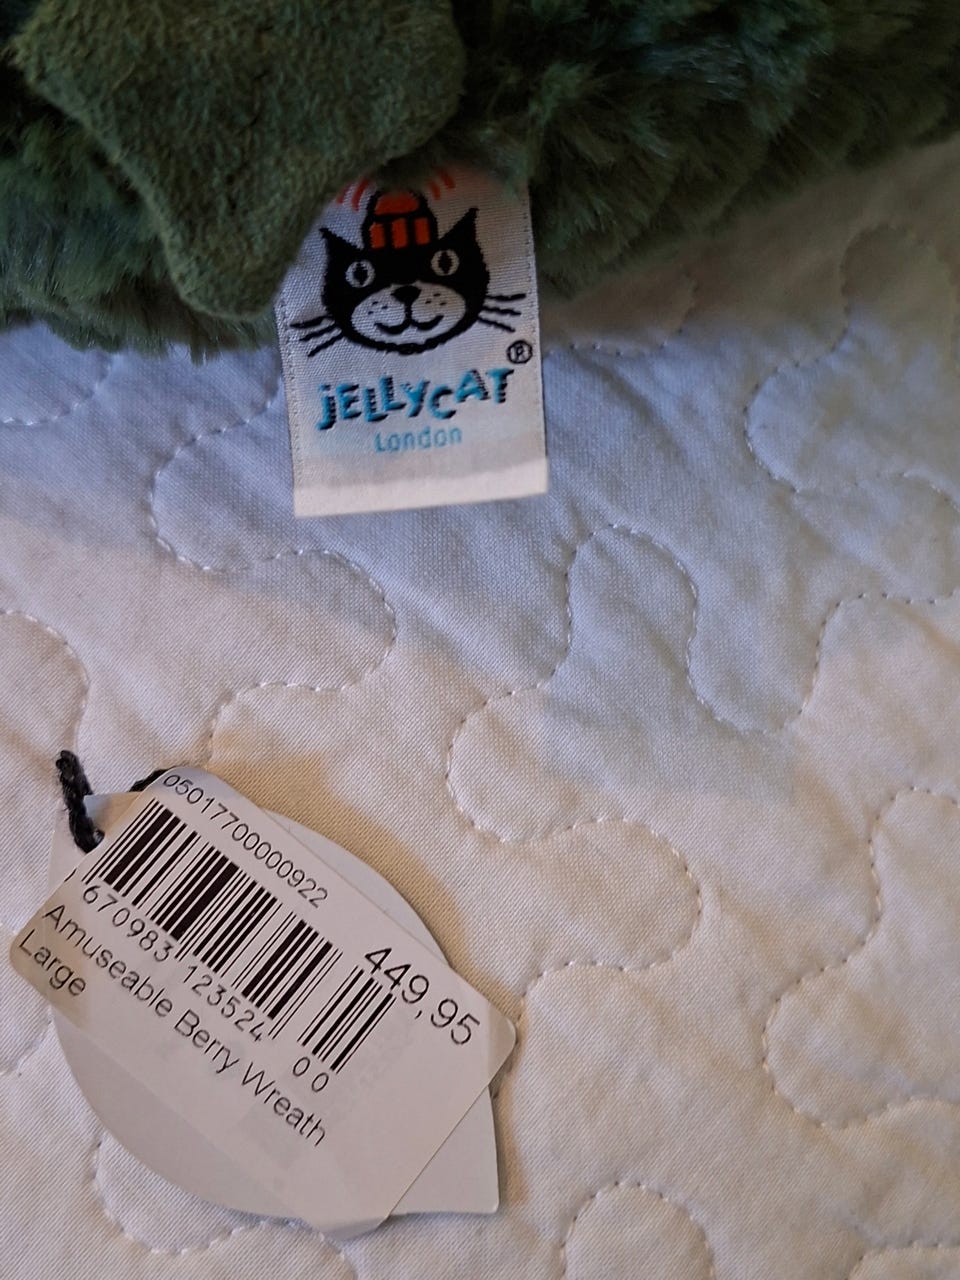 JELLYCAT®
London
05017700000922
449,95
670983 123524 00
Amuseable Berry Wreath
Large